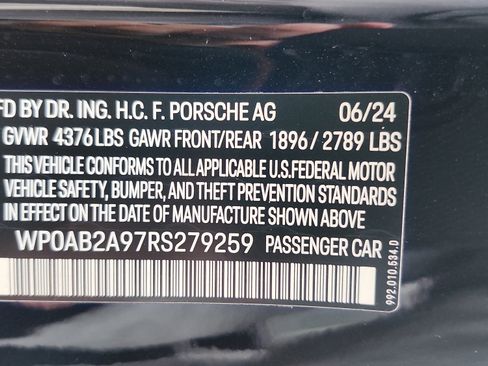 FD BY DR. ING. H.C. F. PORSCHE AG 06/24
GVWR 4376 LBS GAWR FRONT/REAR 1896 / 2789 LBS
THIS VEHICLE CONFORMS TO ALL APPLICABLE U.S.FEDERAL MOTOR
VEHICLE SAFETY, BUMPER, AND THEFT PREVENTION STANDARDS
IN EFFECT ON THE DATE OF MANUFACTURE SHOWN ABOVE.
WP0AB2A97RS279259 PASSENGER CAR
992.010.534.D